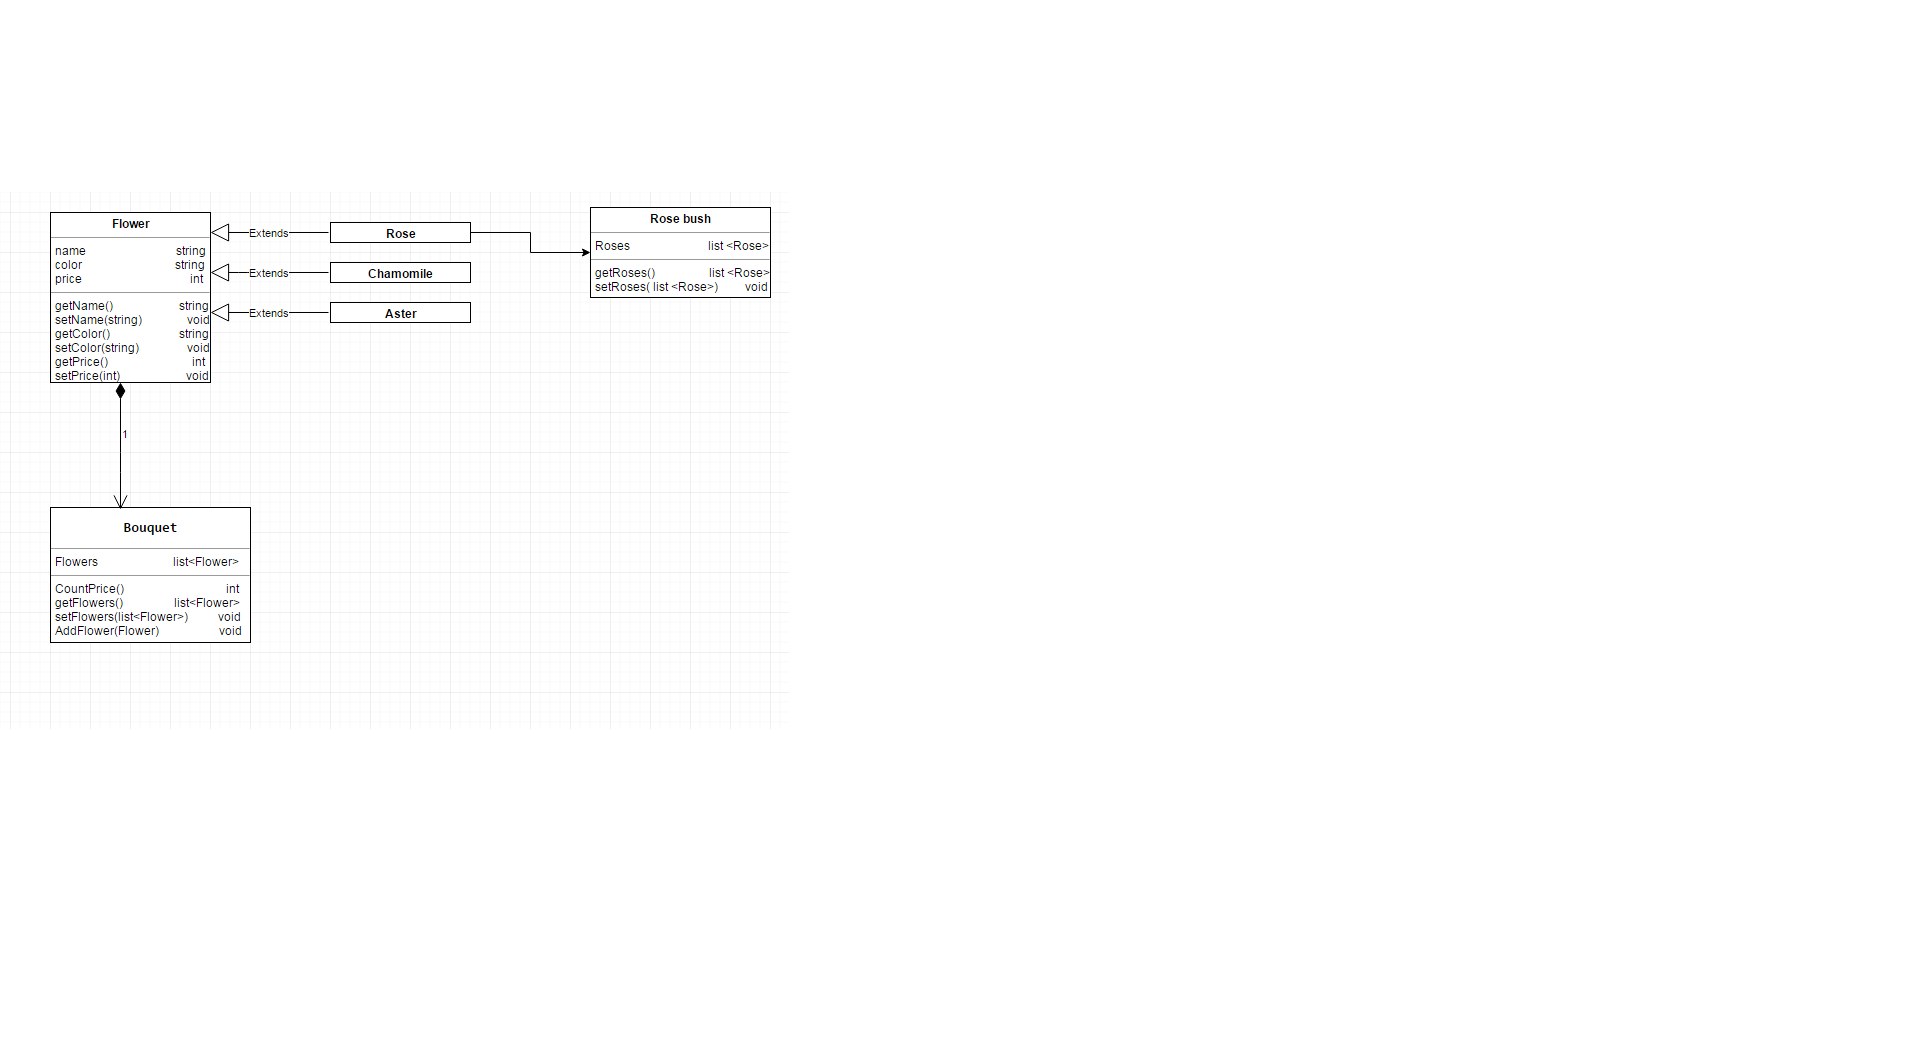 Flower
name string
color string
price int
getName() string
setName(string) void
getColor() string
setColor(string) void
getPrice() int
setPrice(int) void
Extends
Extends
Extends
Rose
Chamomile
Aster
Rose bush
Roses list <Rose>
getRoses() list <Rose>
setRoses( list <Rose>) void
1
Bouquet
Flowers list<Flower>
CountPrice() int
getFlowers() list<Flower>
setFlowers(list<Flower>) void
AddFlower(Flower) void